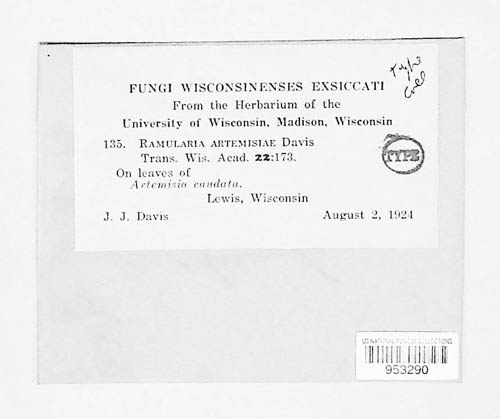 Type
Coll
FUNGI WISCONSINENSES EXSICCATI
From the Herbarium of the
University of Wisconsin, Madison, Wisconsin
135. RAMULARIA ARTEMISIAE Davis
Trans. Wis. Acad. 22:173.
TYPE
On leaves of
Artemisia caudata.
Lewis, Wisconsin
J. J. Davis August 2, 1924
US NATIONAL FUNGUS COLLECTIONS
953290